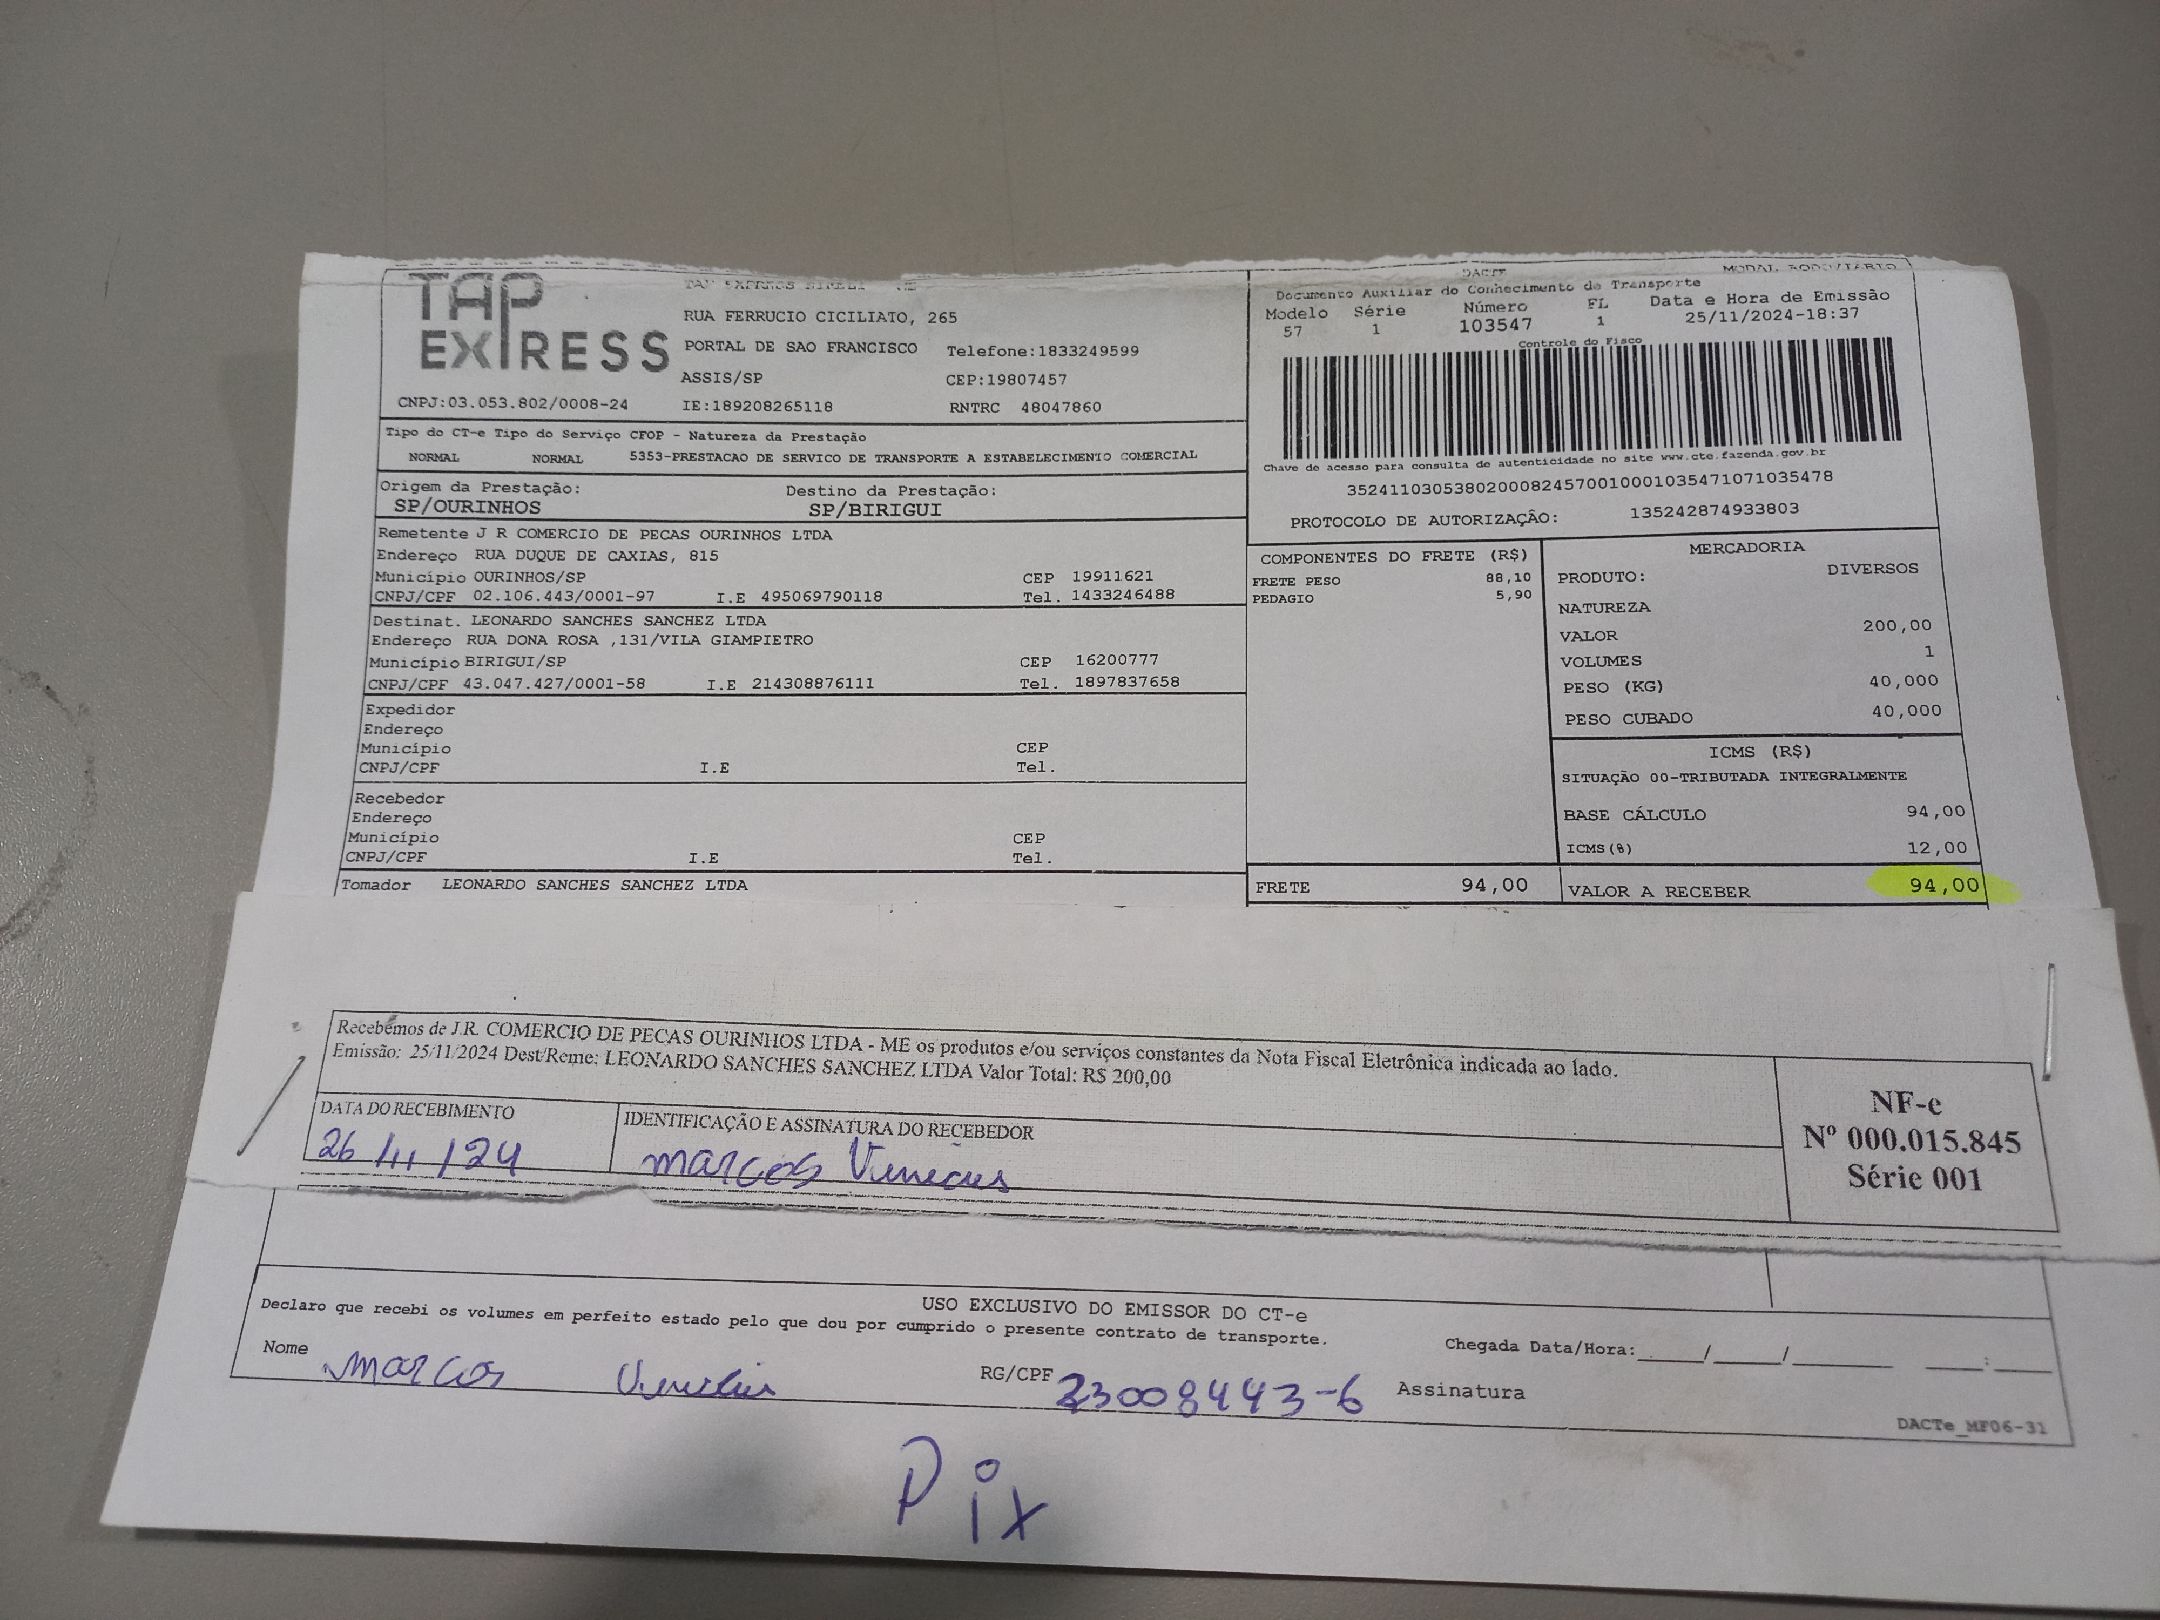 TAP
EXPRESS
TAP EXPRESS EIRELI - ME
RUA FERRUCIO CICILIATO, 265
PORTAL DE SAO FRANCISCO Telefone:1833249599
ASSIS/SP CEP:19807457
CNPJ:03.053.802/0008-24 IE:189208265118 RNTRC 48047860
DACTE MODAL RODOVIARIO
Documento Auxiliar do Conhecimento de Transporte
Modelo Série Número FL Data e Hora de Emissão
57 1 103547 1 25/11/2024-18:37
Controle do Fisco
Chave de acesso para consulta de autenticidade no site www.cte.fazenda.gov.br
35241103053802000824570010001035471071035478
PROTOCOLO DE AUTORIZAÇÃO: 135242874933803
Tipo do CT-e Tipo do Serviço CFOP - Natureza da Prestação
NORMAL NORMAL 5353-PRESTACAO DE SERVICO DE TRANSPORTE A ESTABELECIMENTO COMERCIAL
Origem da Prestação: Destino da Prestação:
SP/OURINHOS SP/BIRIGUI
Remetente J R COMERCIO DE PECAS OURINHOS LTDA
Endereço RUA DUQUE DE CAXIAS, 815
Município OURINHOS/SP CEP 19911621
CNPJ/CPF 02.106.443/0001-97 I.E 495069790118 Tel. 1433246488
Destinat. LEONARDO SANCHES SANCHEZ LTDA
Endereço RUA DONA ROSA ,131/VILA GIAMPIETRO
Município BIRIGUI/SP CEP 16200777
CNPJ/CPF 43.047.427/0001-58 I.E 214308876111 Tel. 1897837658
Expedidor
Endereço
Município CEP
CNPJ/CPF I.E Tel.
Recebedor
Endereço
Município CEP
CNPJ/CPF I.E Tel.
Tomador LEONARDO SANCHES SANCHEZ LTDA
COMPONENTES DO FRETE (R$)
FRETE PESO 88,10
PEDAGIO 5,90
MERCADORIA
PRODUTO: DIVERSOS
NATUREZA
VALOR 200,00
VOLUMES 1
PESO (KG) 40,000
PESO CUBADO 40,000
ICMS (R$)
SITUAÇÃO 00-TRIBUTADA INTEGRALMENTE
BASE CÁLCULO 94,00
ICMS(%) 12,00
FRETE 94,00 VALOR A RECEBER 94,00
Recebemos de J.R. COMERCIO DE PECAS OURINHOS LTDA - ME os produtos e/ou serviços constantes da Nota Fiscal Eletrônica indicada ao lado.
Emissão: 25/11/2024 Dest/Reme: LEONARDO SANCHES SANCHEZ LTDA Valor Total: R$ 200,00
DATA DO RECEBIMENTO IDENTIFICAÇÃO E ASSINATURA DO RECEBEDOR
26/11/24 marcos
NF-e
Nº 000.015.845
Série 001
USO EXCLUSIVO DO EMISSOR DO CT-e
Declaro que recebi os volumes em perfeito estado pelo que dou por cumprido o presente contrato de transporte.
Chegada Data/Hora:_____/_____/_______ ____:____
Nome marcos RG/CPF 23008443-6 Assinatura
DACTe_MF06-31
Pix